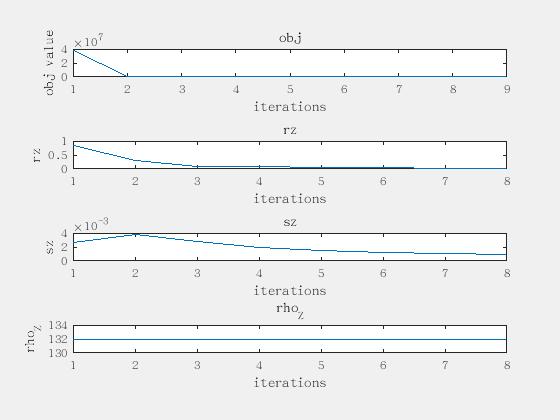 obj
×10⁷
4
2
0
obj value
1 2 3 4 5 6 7 8 9
iterations
rz
1
0.5
0
rz
1 2 3 4 5 6 7 8
iterations
sz
×10⁻³
4
2
0
sz
1 2 3 4 5 6 7 8
iterations
rho_z
134
132
130
rho_z
1 2 3 4 5 6 7 8
iterations